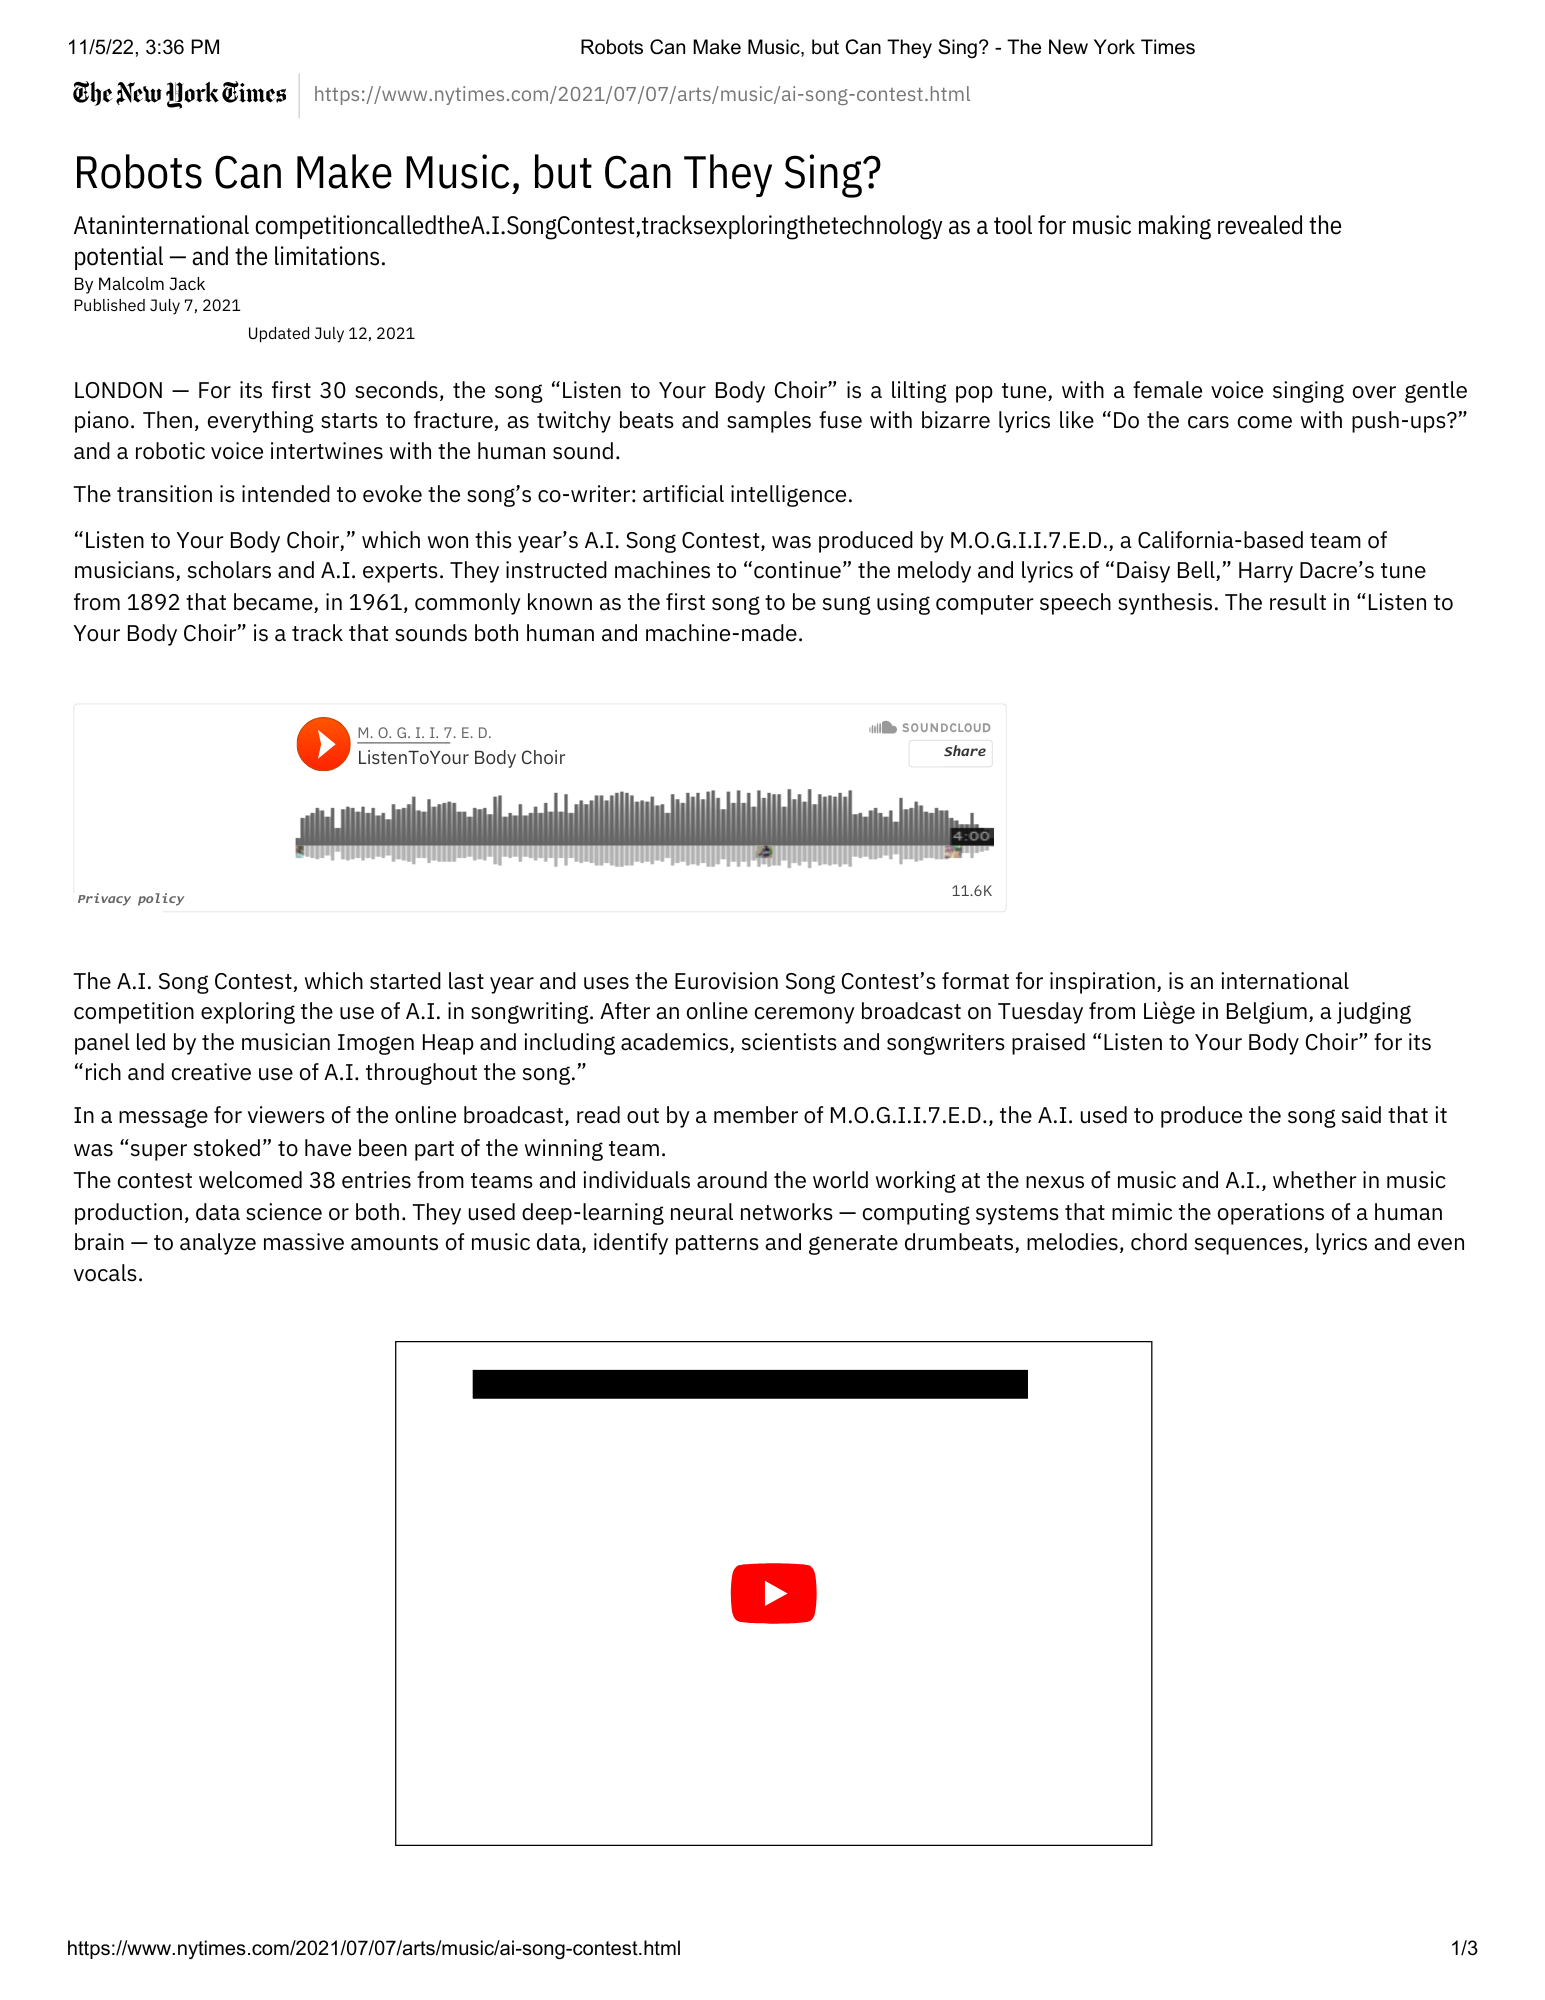 11/5/22, 3:36 PM
Robots Can Make Music, but Can They Sing? - The New York Times
The New York Times
https://www.nytimes.com/2021/07/07/arts/music/ai-song-contest.html
Robots Can Make Music, but Can They Sing?
Ataninternational competitioncalledtheA.I.SongContest,tracksexploringthetechnology as a tool for music making revealed the
potential — and the limitations.
By Malcolm Jack
Published July 7, 2021
Updated July 12, 2021
LONDON — For its first 30 seconds, the song “Listen to Your Body Choir” is a lilting pop tune, with a female voice singing over gentle
piano. Then, everything starts to fracture, as twitchy beats and samples fuse with bizarre lyrics like “Do the cars come with push-ups?”
and a robotic voice intertwines with the human sound.
The transition is intended to evoke the song’s co-writer: artificial intelligence.
“Listen to Your Body Choir,” which won this year’s A.I. Song Contest, was produced by M.O.G.I.I.7.E.D., a California-based team of
musicians, scholars and A.I. experts. They instructed machines to “continue” the melody and lyrics of “Daisy Bell,” Harry Dacre’s tune
from 1892 that became, in 1961, commonly known as the first song to be sung using computer speech synthesis. The result in “Listen to
Your Body Choir” is a track that sounds both human and machine-made.
M. O. G. I. I. 7. E. D.
ListenToYour Body Choir
SOUNDCLOUD
Share
4:00
11.6K
Privacy policy
The A.I. Song Contest, which started last year and uses the Eurovision Song Contest’s format for inspiration, is an international
competition exploring the use of A.I. in songwriting. After an online ceremony broadcast on Tuesday from Liège in Belgium, a judging
panel led by the musician Imogen Heap and including academics, scientists and songwriters praised “Listen to Your Body Choir” for its
“rich and creative use of A.I. throughout the song.”
In a message for viewers of the online broadcast, read out by a member of M.O.G.I.I.7.E.D., the A.I. used to produce the song said that it
was “super stoked” to have been part of the winning team.
The contest welcomed 38 entries from teams and individuals around the world working at the nexus of music and A.I., whether in music
production, data science or both. They used deep-learning neural networks — computing systems that mimic the operations of a human
brain — to analyze massive amounts of music data, identify patterns and generate drumbeats, melodies, chord sequences, lyrics and even
vocals.
https://www.nytimes.com/2021/07/07/arts/music/ai-song-contest.html
1/3